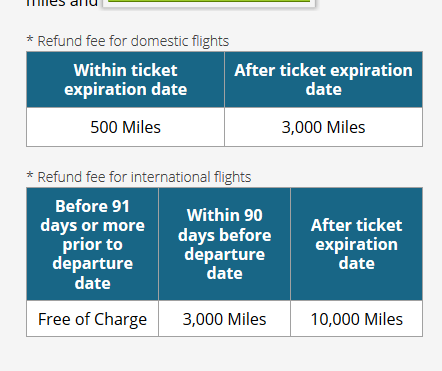 miles and
* Refund fee for domestic flights
Within ticket
expiration date
After ticket expiration
date
500 Miles
3,000 Miles
* Refund fee for international flights
Before 91
days or more
prior to
departure
date
Within 90
days before
departure
date
After ticket
expiration
date
Free of Charge
3,000 Miles
10,000 Miles